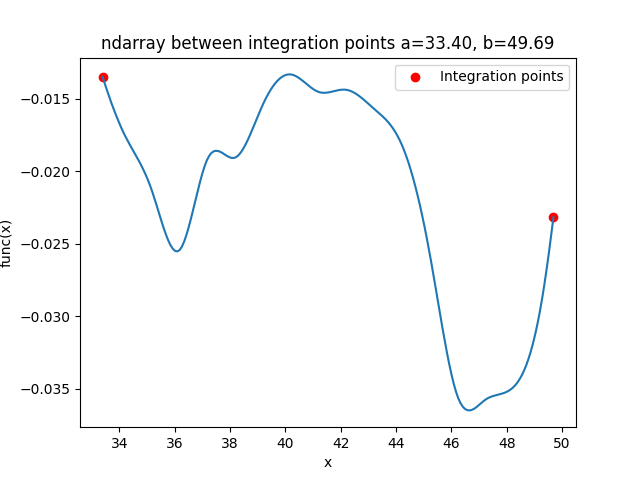 ndarray between integration points a=33.40, b=49.69
Integration points
−0.015
−0.020
−0.025
−0.030
−0.035
func(x)
34 36 38 40 42 44 46 48 50
x